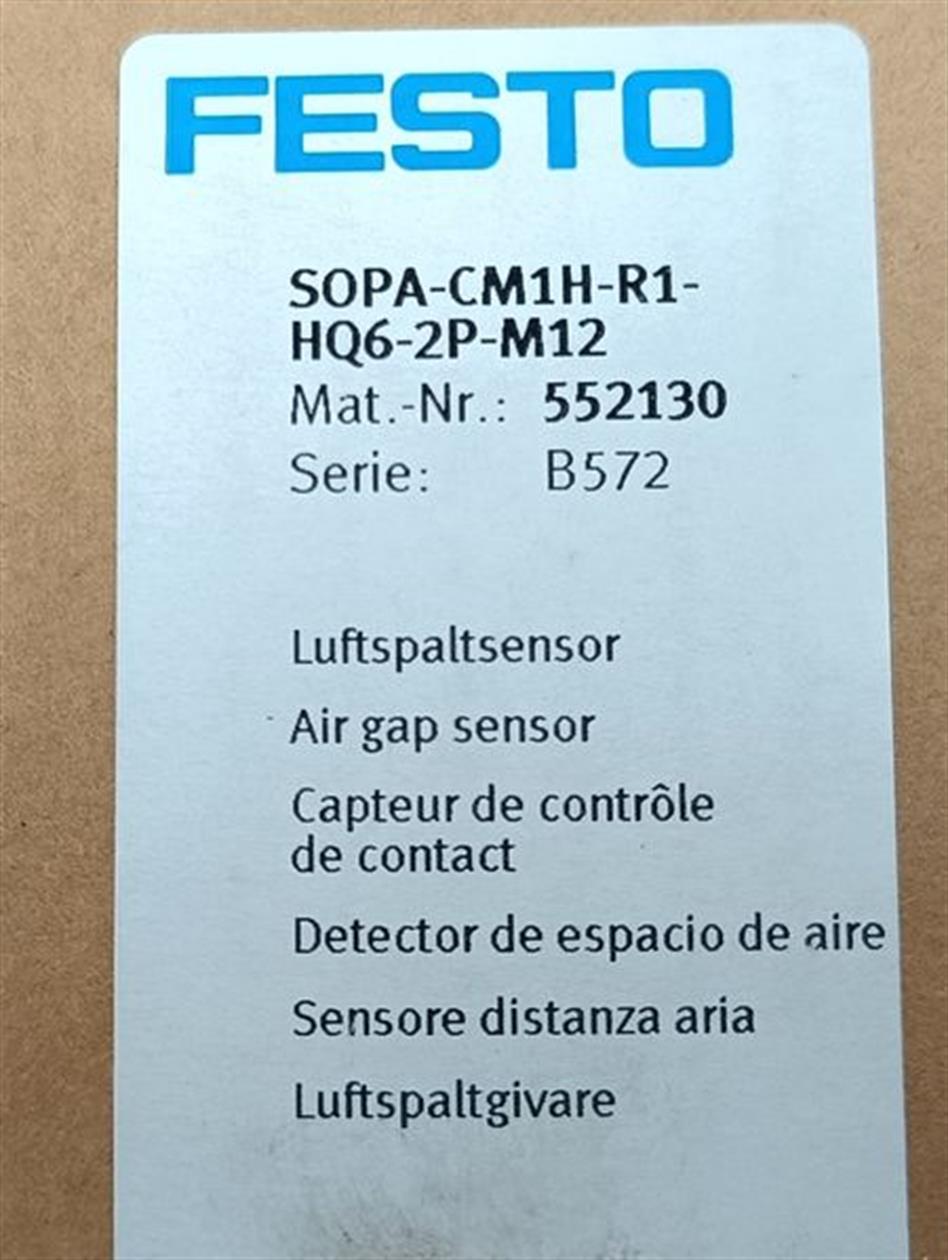 FESTO
SOPA-CM1H-R1-
HQ6-2P-M12
Mat.-Nr.: 552130
Serie: B572
Luftspaltsensor
Air gap sensor
Capteur de contrôle
de contact
Detector de espacio de aire
Sensore distanza aria
Luftspaltgivare